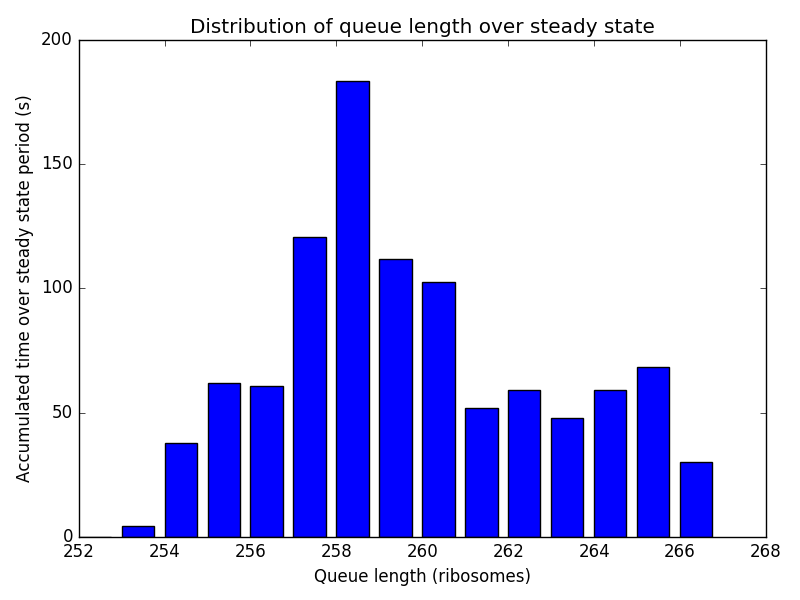 Distribution of queue length over steady state
Accumulated time over steady state period (s)
200
150
100
50
0
252 254 256 258 260 262 264 266 268
Queue length (ribosomes)